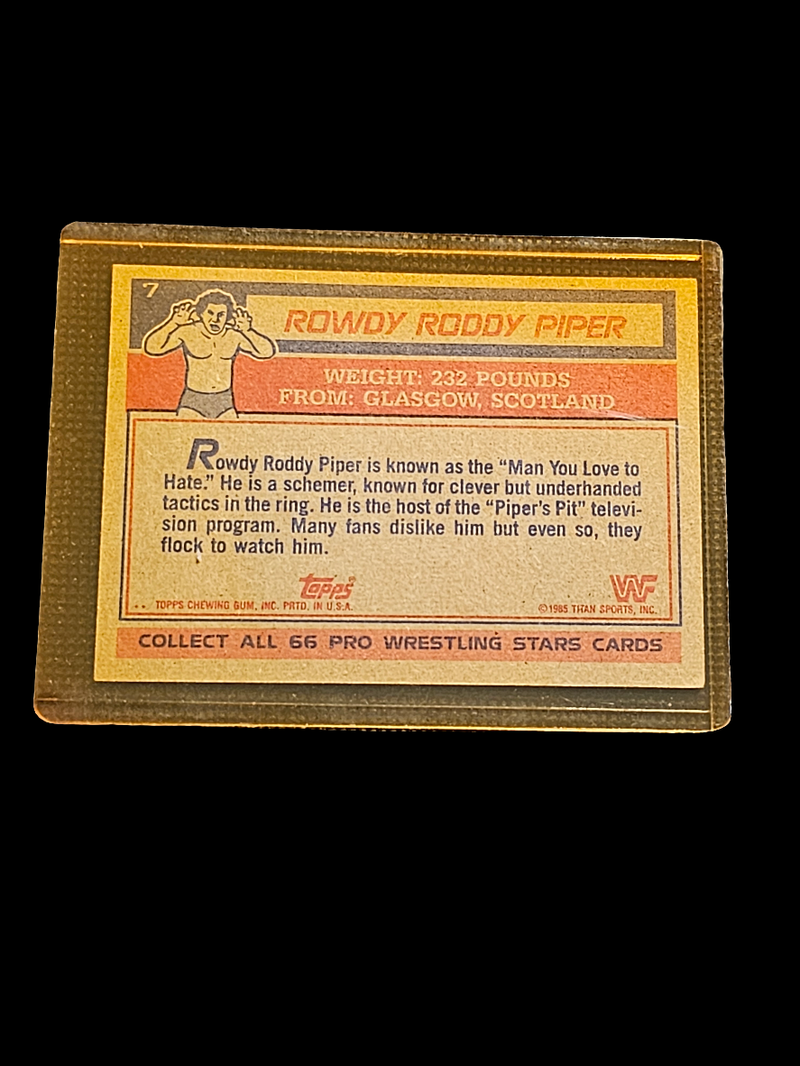 7
ROWDY RODDY PIPER
WEIGHT: 232 POUNDS
FROM: GLASGOW, SCOTLAND
Rowdy Roddy Piper is known as the “Man You Love to
Hate.” He is a schemer, known for clever but underhanded
tactics in the ring. He is the host of the “Piper's Pit” televi-
sion program. Many fans dislike him but even so, they
flock to watch him.
Topps®
WF
** TOPPS CHEWING GUM, INC. PRTD. IN U.S.A.
©1985 TITAN SPORTS, INC.
COLLECT ALL 66 PRO WRESTLING STARS CARDS